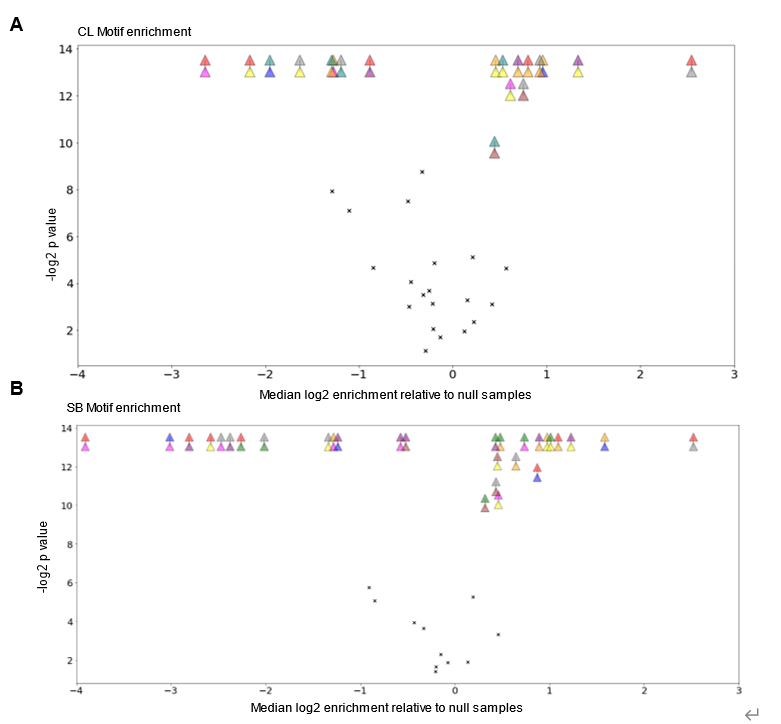 A
CL Motif enrichment
14
12
10
8
6
4
2
-log2 p value
−4 −3 −2 −1 0 1 2 3
Median log2 enrichment relative to null samples
B
SB Motif enrichment
14
12
10
8
6
4
2
-log2 p value
−4 −3 −2 −1 0 1 2 3
Median log2 enrichment relative to null samples